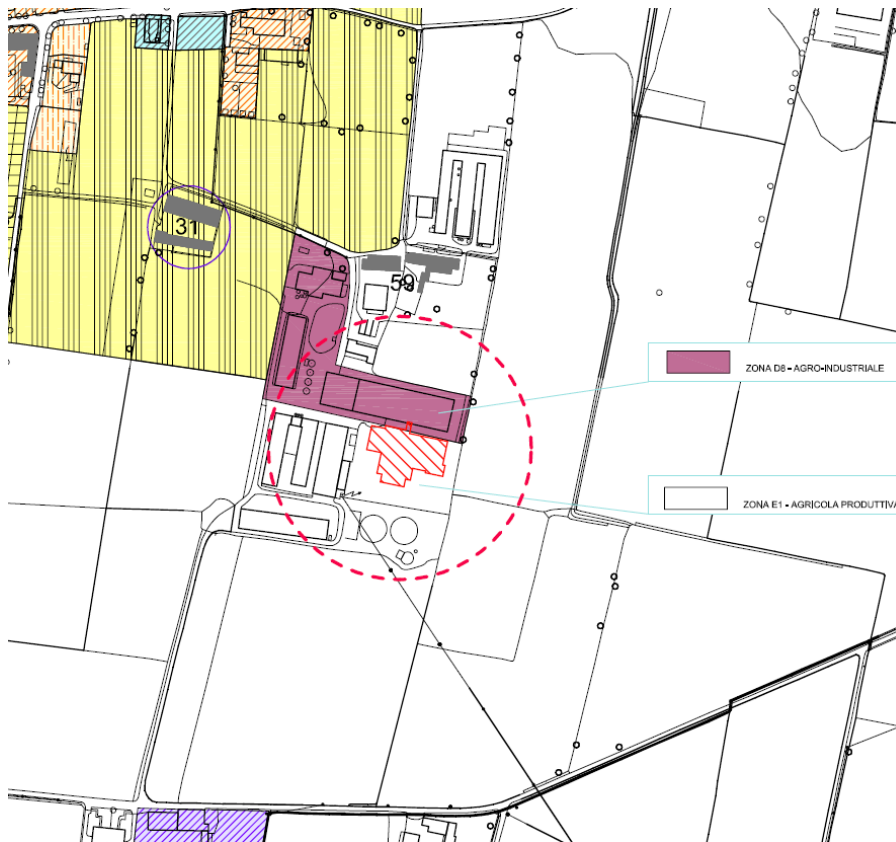 31
59
ZONA D8 - AGRO-INDUSTRIALE
ZONA E1 - AGRICOLA PRODUTTIVA